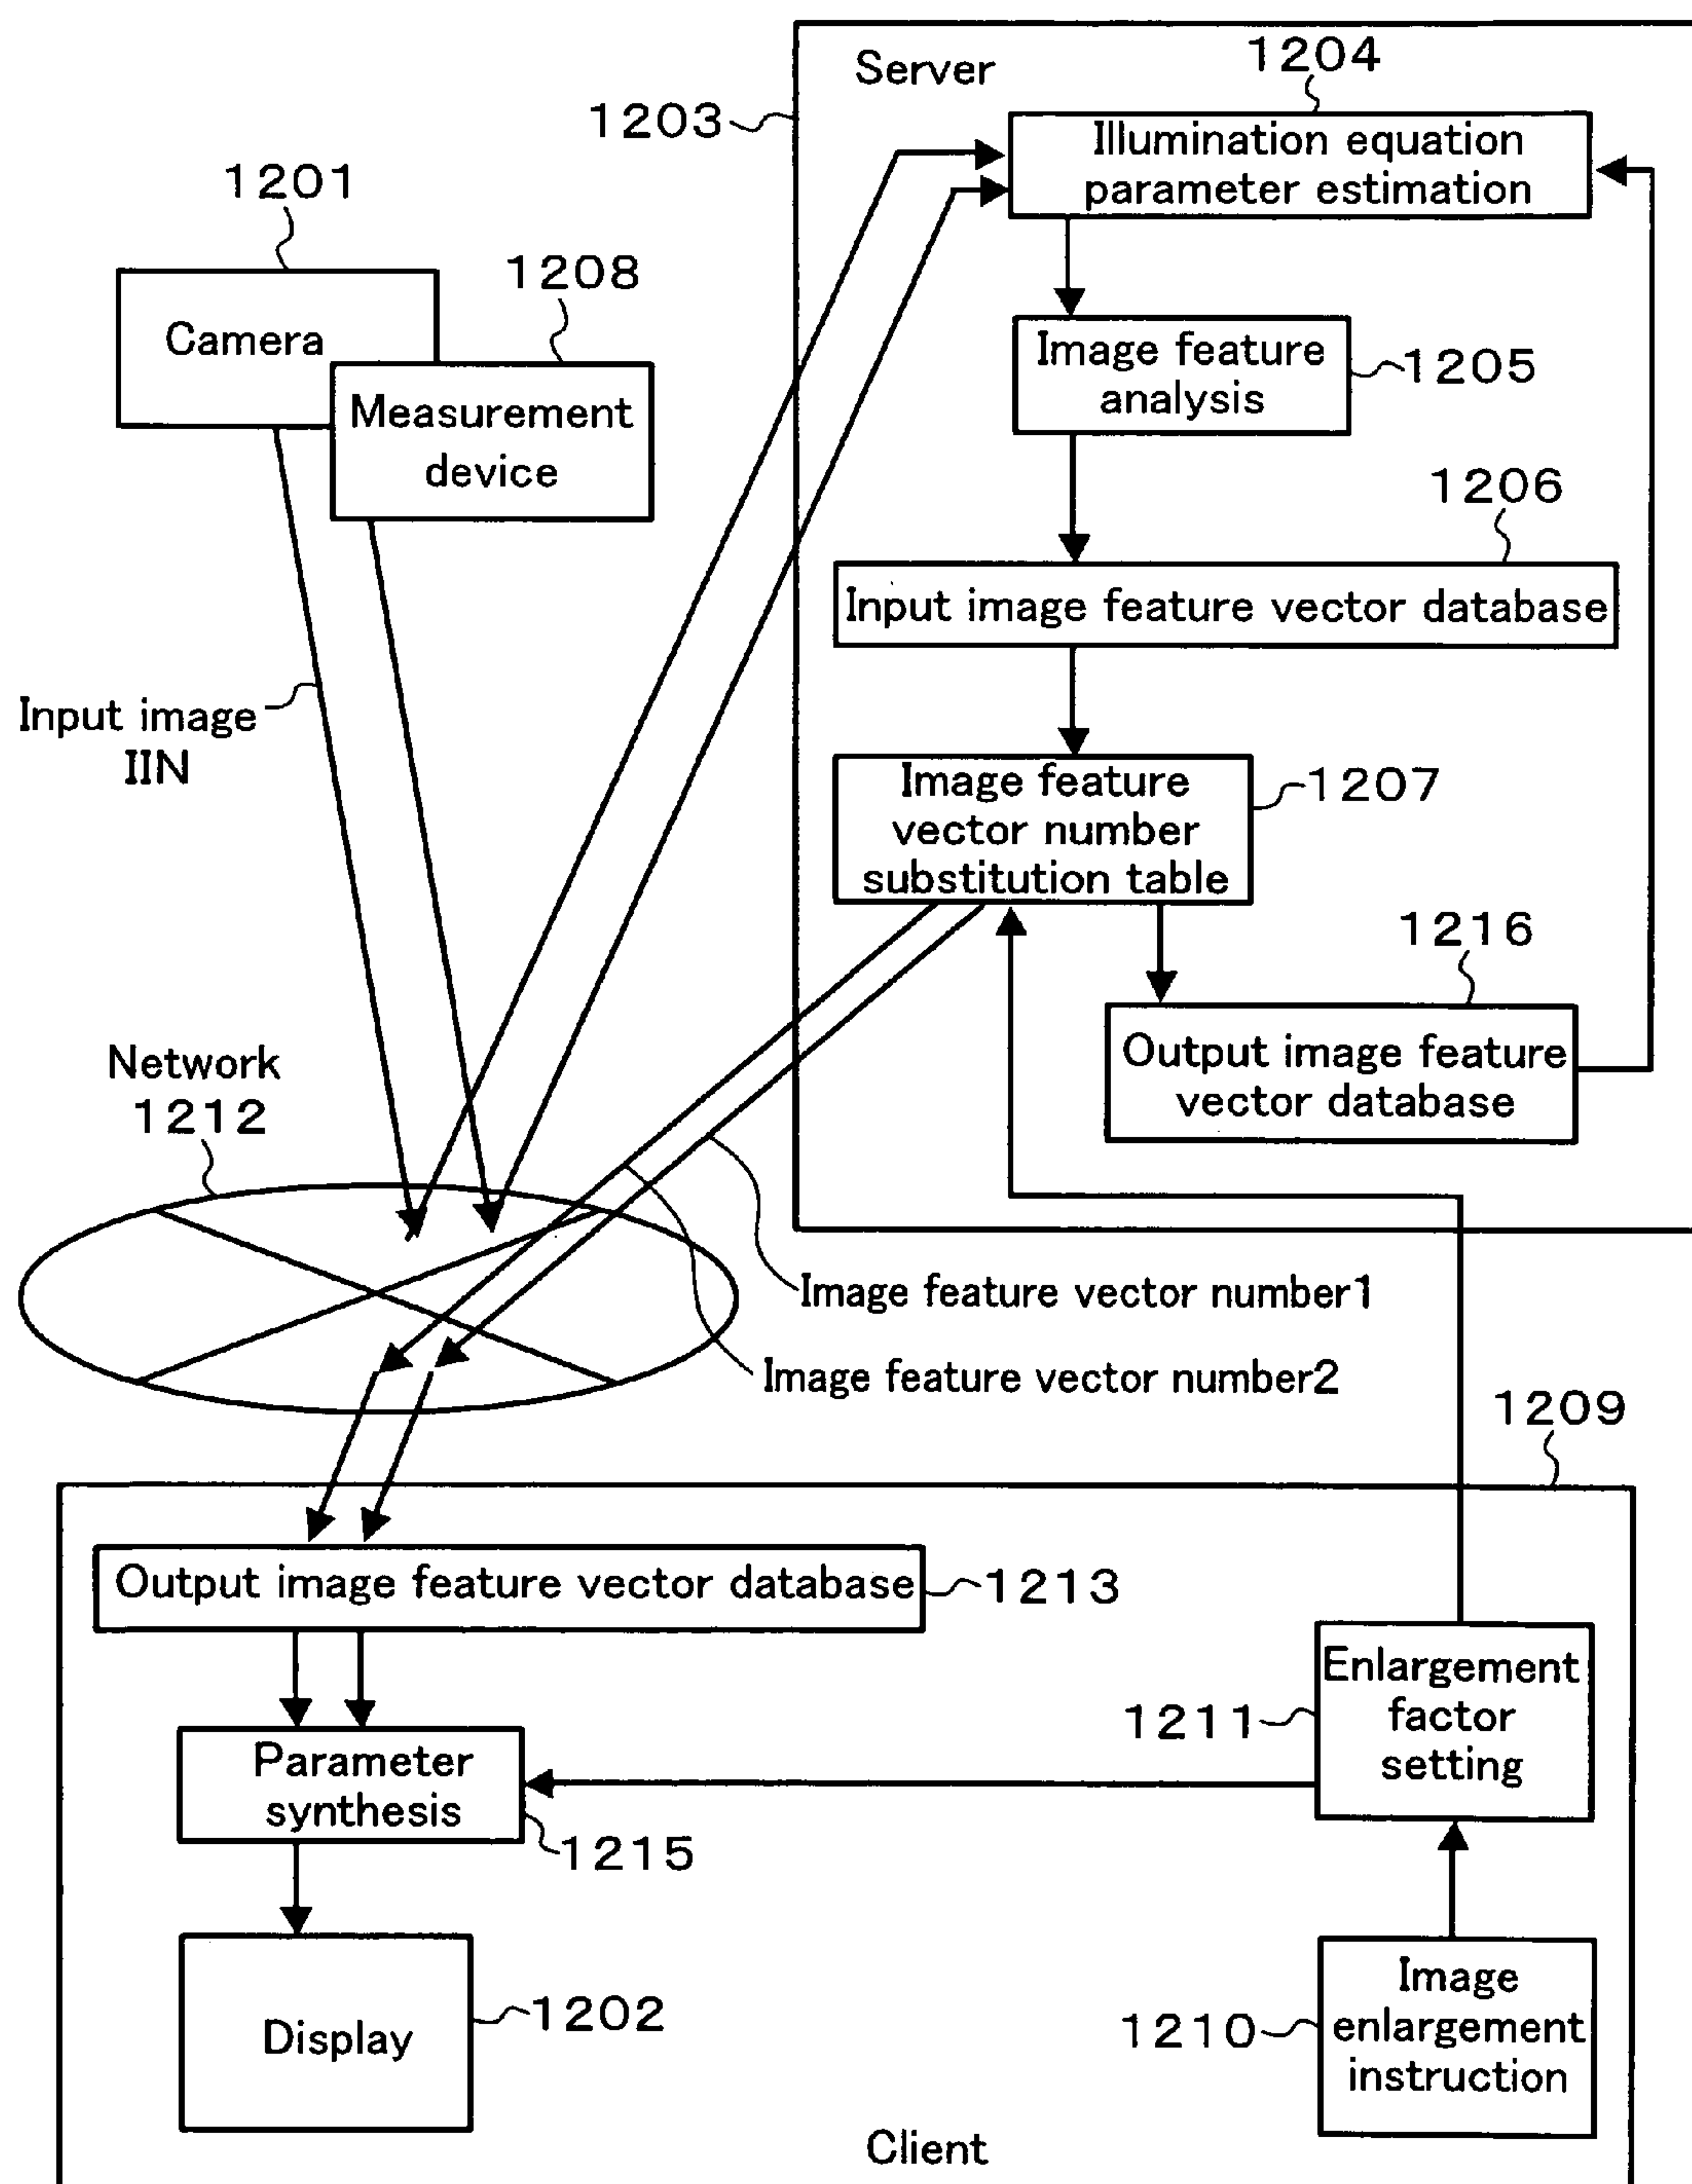 Server
1204
1203
Illumination equation
parameter estimation
1201
1208
Camera
Measurement
device
Image feature
analysis
1205
1206
Input image feature vector database
Input image
IIN
Image feature
vector number
substitution table
1207
1216
Output image feature
vector database
Network
1212
Image feature vector number1
Image feature vector number2
1209
Output image feature vector database
1213
Enlargement
factor
setting
1211
Parameter
synthesis
1215
Display
1202
Image
enlargement
instruction
1210
Client